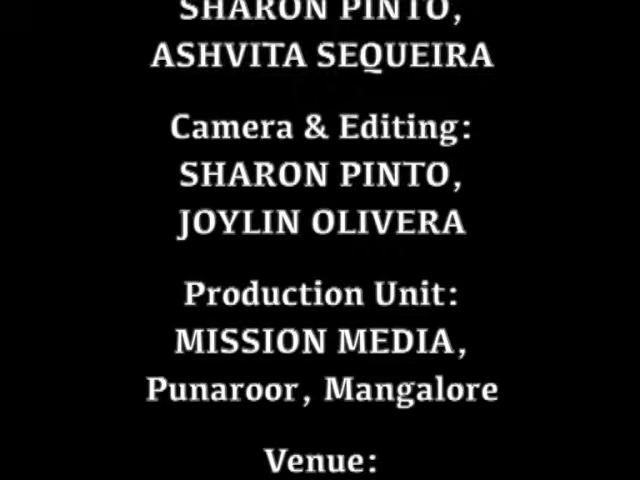 SHARON PINTO,
ASHVITA SEQUEIRA
Camera & Editing:
SHARON PINTO,
JOYLIN OLIVERA
Production Unit:
MISSION MEDIA,
Punaroor, Mangalore
Venue: